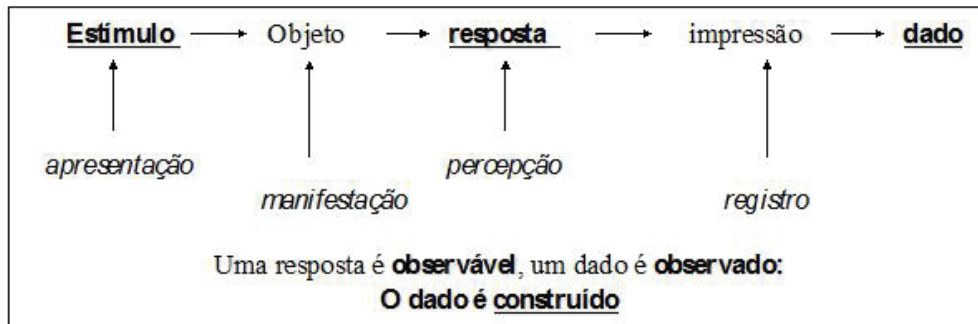 Estímulo Objeto resposta impressão dado
apresentação percepção
manifestação registro
Uma resposta é observável, um dado é observado:
O dado é construído